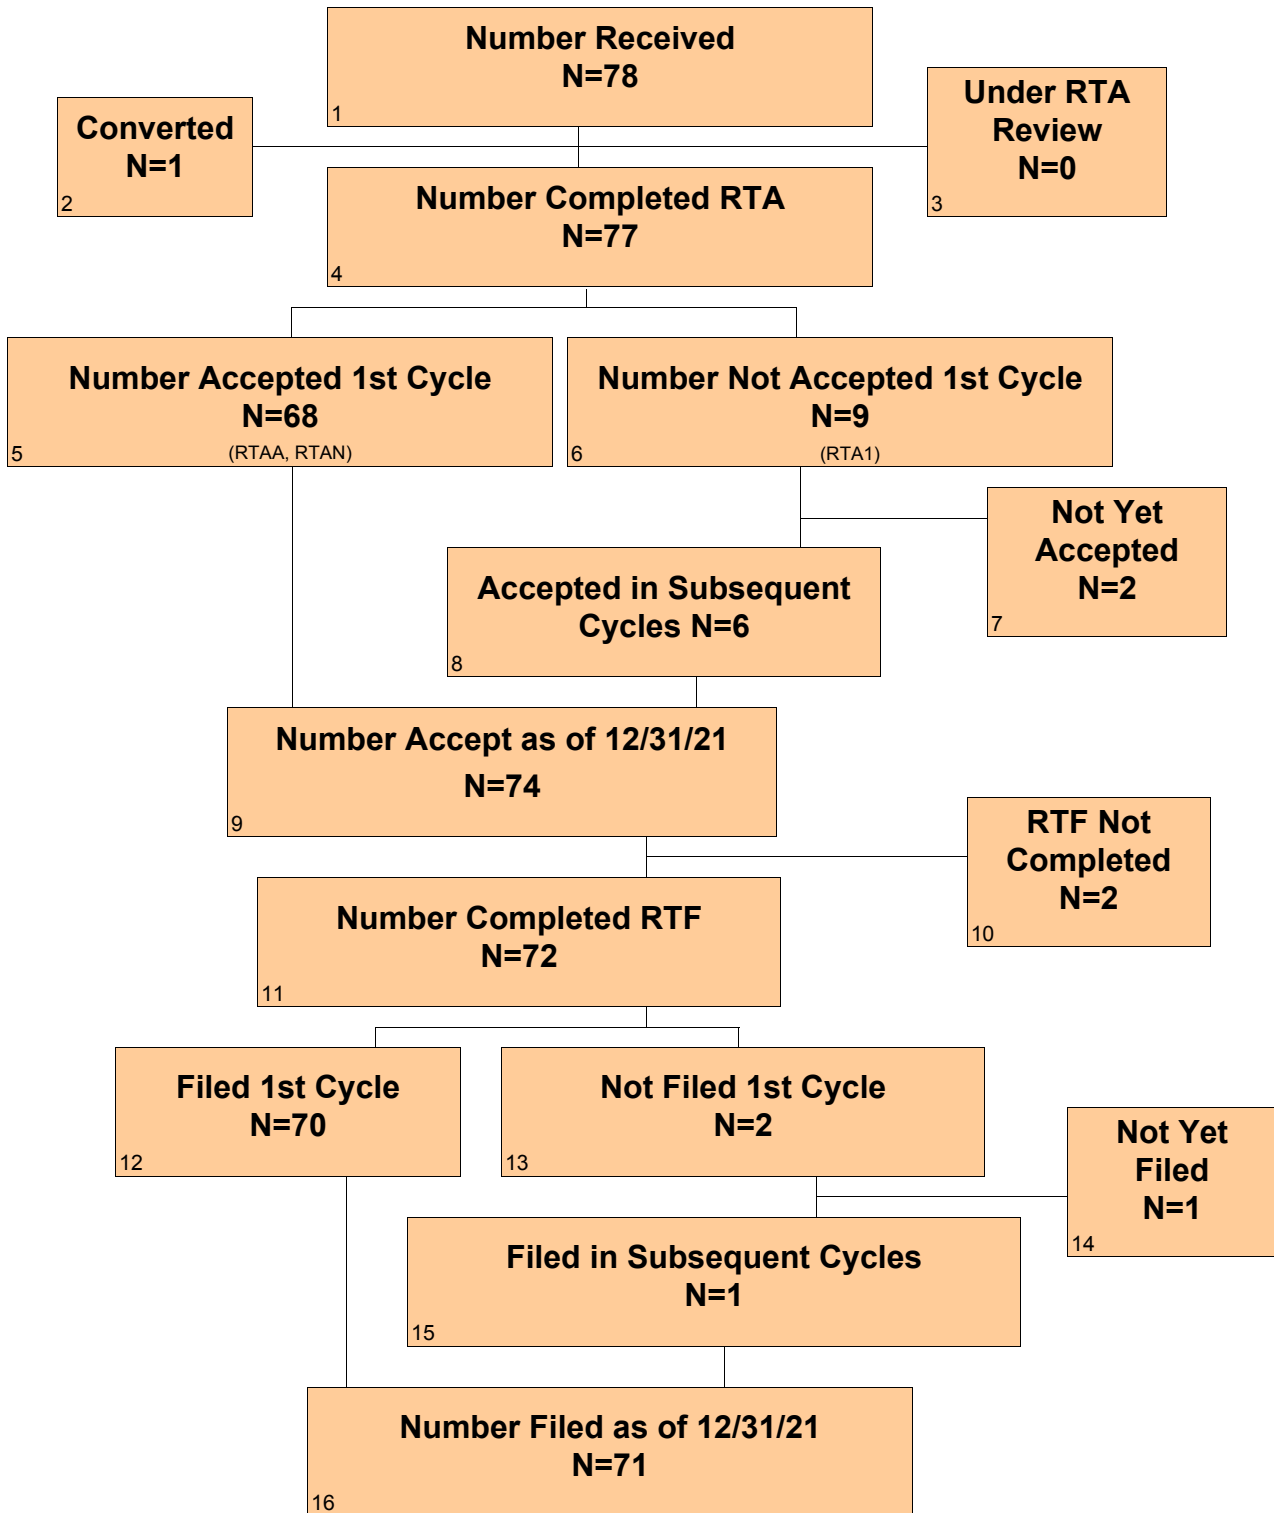 Number Received
N=78
1
Converted
N=1
2
Under RTA
Review
N=0
3
Number Completed RTA
N=77
4
Number Accepted 1st Cycle
N=68
(RTAA, RTAN)
5
Number Not Accepted 1st Cycle
N=9
(RTA1)
6
Not Yet
Accepted
N=2
7
Accepted in Subsequent
Cycles N=6
8
Number Accept as of 12/31/21
N=74
9
RTF Not
Completed
N=2
10
Number Completed RTF
N=72
11
Filed 1st Cycle
N=70
12
Not Filed 1st Cycle
N=2
13
Not Yet
Filed
N=1
14
Filed in Subsequent Cycles
N=1
15
Number Filed as of 12/31/21
N=71
16